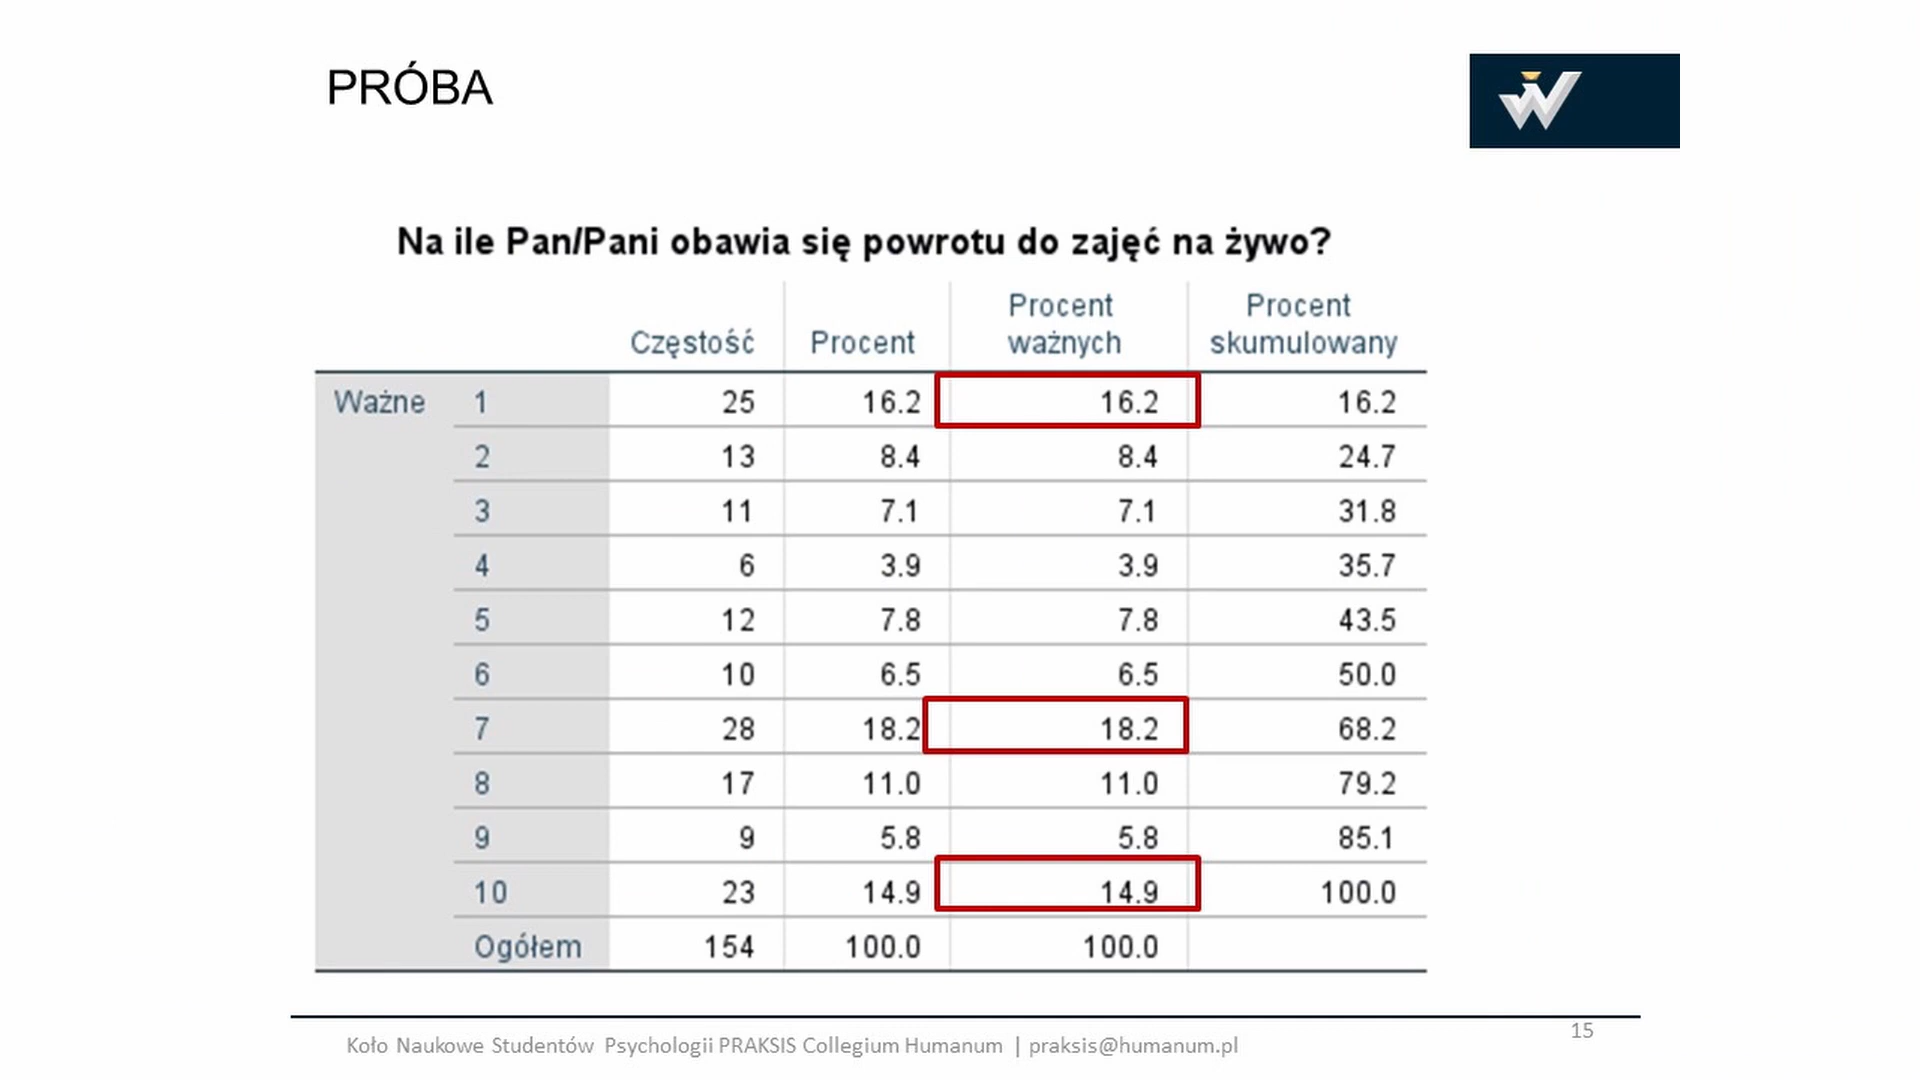 PRÓBA
Na ile Pan/Pani obawia się powrotu do zajęć na żywo?
Częstość Procent Procent ważnych Procent skumulowany
Ważne 1 25 16.2 16.2 16.2
2 13 8.4 8.4 24.7
3 11 7.1 7.1 31.8
4 6 3.9 3.9 35.7
5 12 7.8 7.8 43.5
6 10 6.5 6.5 50.0
7 28 18.2 18.2 68.2
8 17 11.0 11.0 79.2
9 9 5.8 5.8 85.1
10 23 14.9 14.9 100.0
Ogółem 154 100.0 100.0
Koło Naukowe Studentów Psychologii PRAKSIS Collegium Humanum | praksis@humanum.pl
15